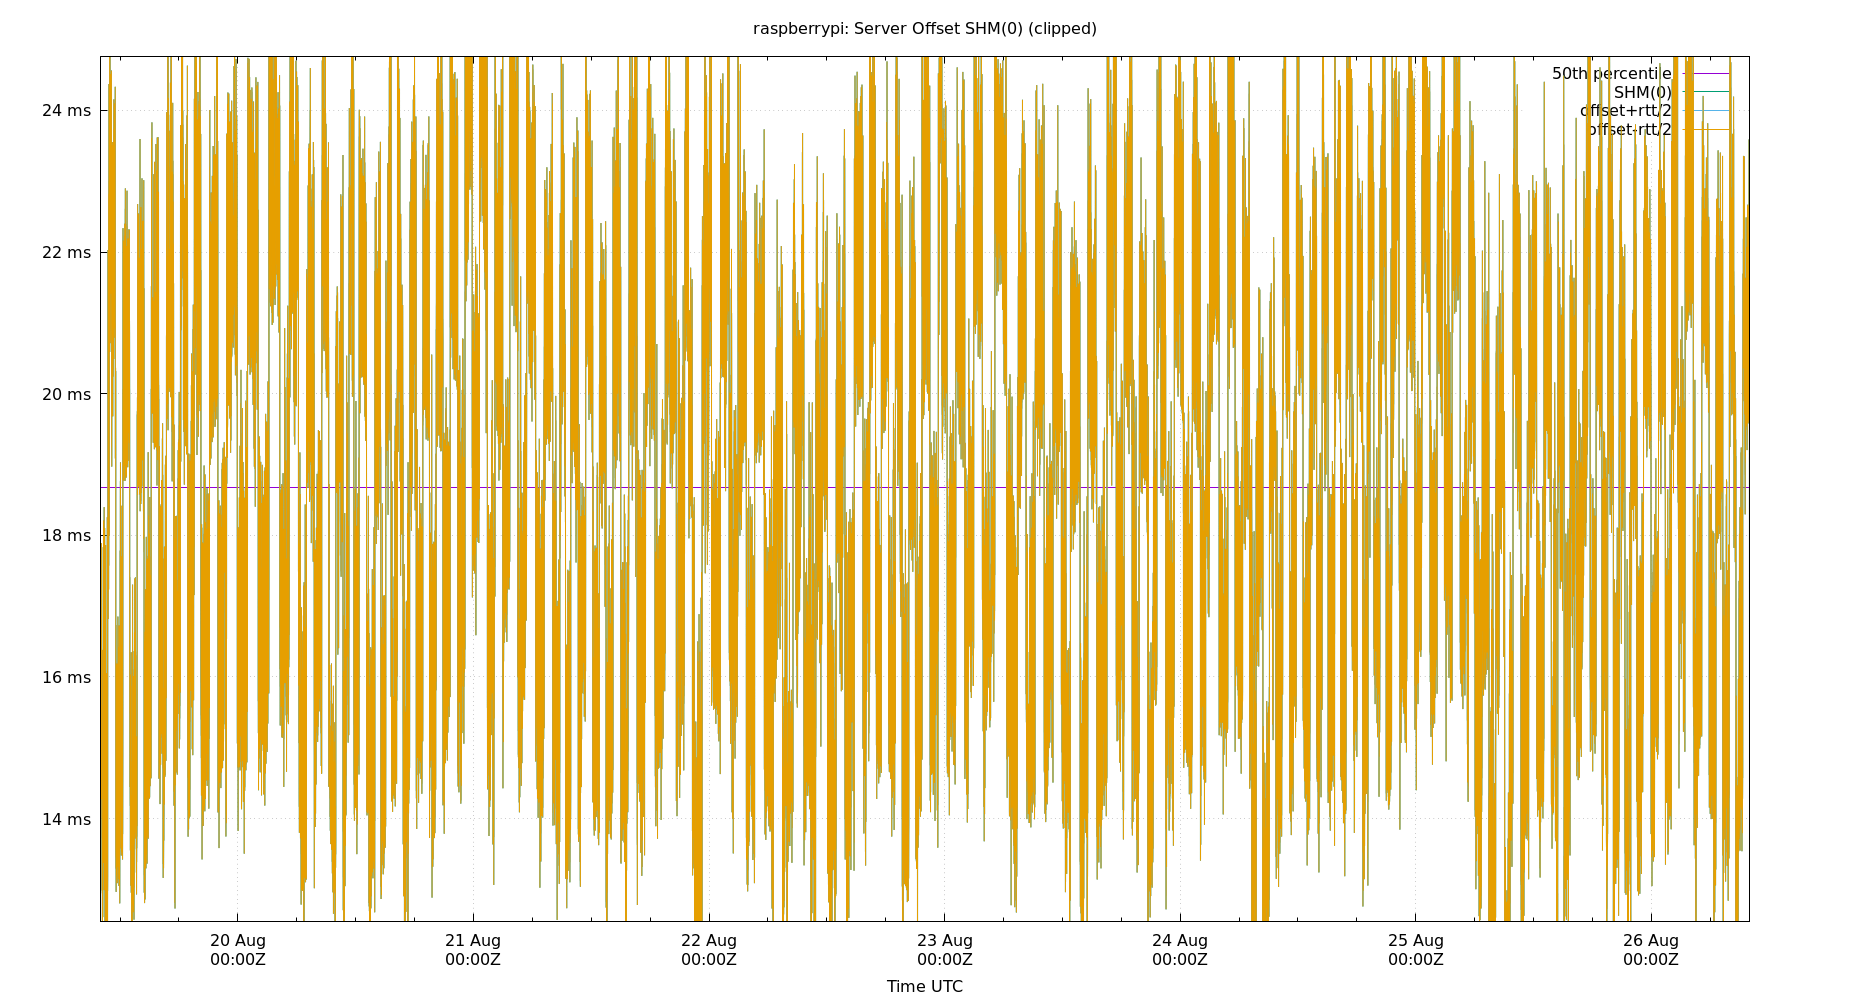 raspberrypi: Server Offset SHM(0) (clipped)
50th percentile
SHM(0)
offset+rtt/2
offset-rtt/2
24 ms
22 ms
20 ms
18 ms
16 ms
14 ms
20 Aug 21 Aug 22 Aug 23 Aug 24 Aug 25 Aug 26 Aug
00:00Z 00:00Z 00:00Z 00:00Z 00:00Z 00:00Z 00:00Z
Time UTC